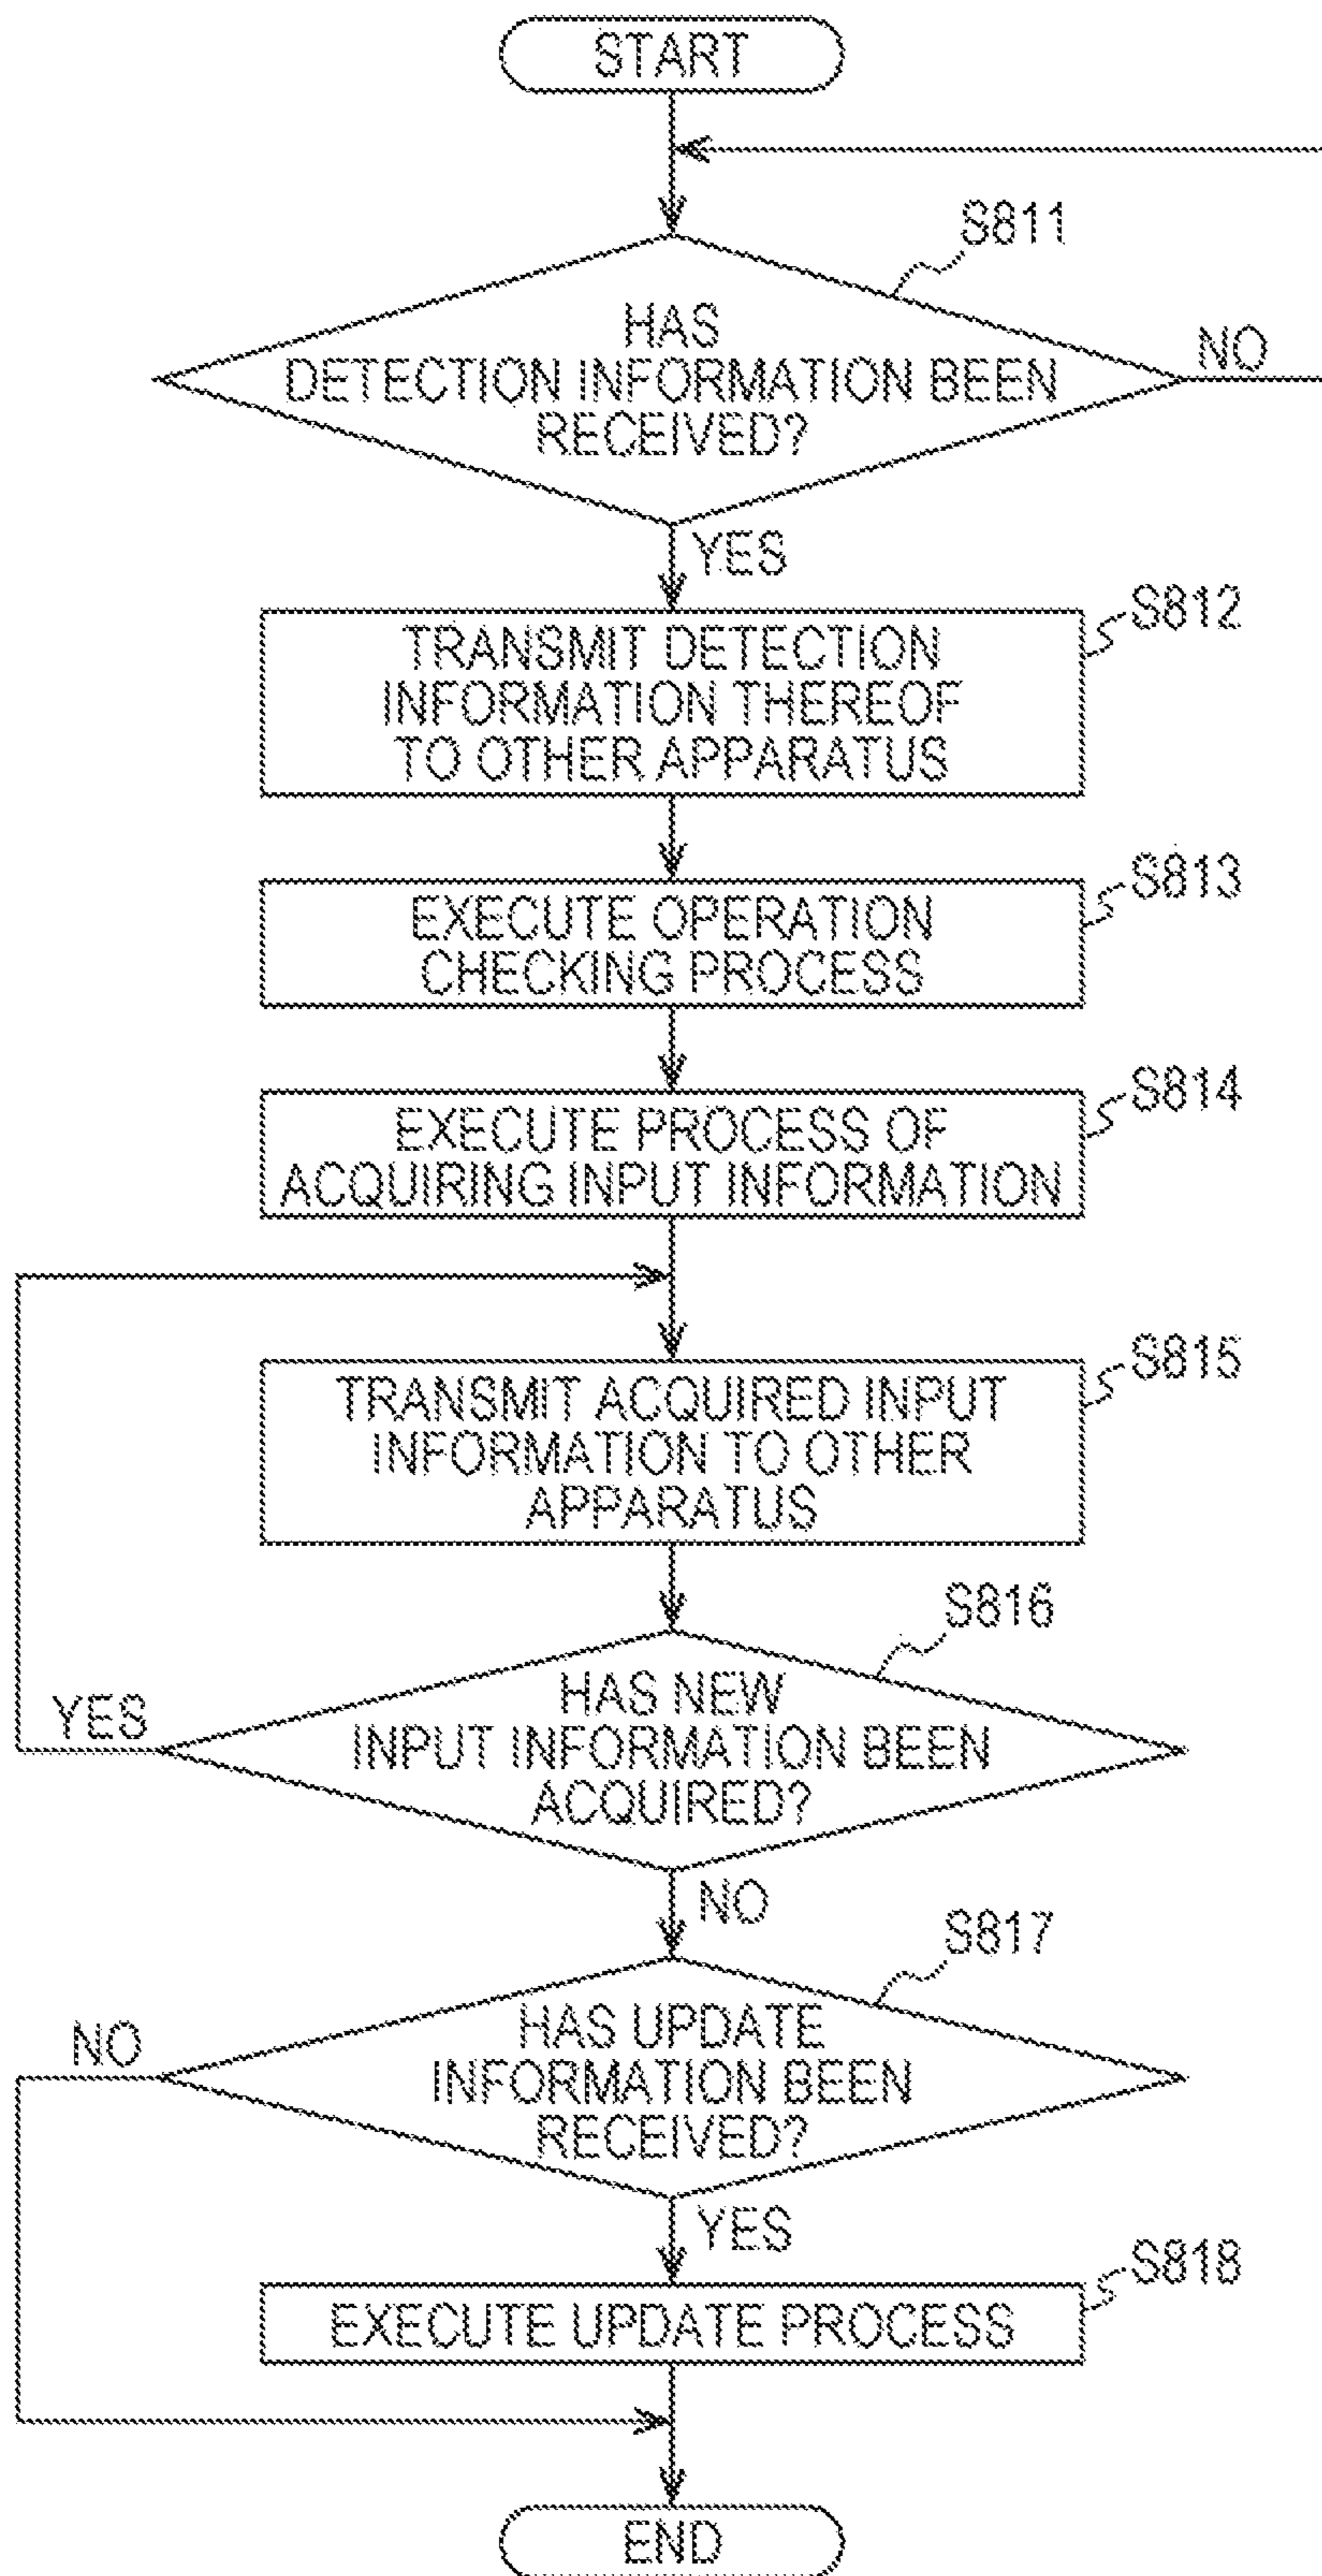 START
S811
HAS
DETECTION INFORMATION BEEN
RECEIVED?
NO
YES
S812
TRANSMIT DETECTION
INFORMATION THEREOF
TO OTHER APPARATUS
S813
EXECUTE OPERATION
CHECKING PROCESS
S814
EXECUTE PROCESS OF
ACQUIRING INPUT INFORMATION
S815
TRANSMIT ACQUIRED INPUT
INFORMATION TO OTHER
APPARATUS
S816
HAS NEW
INPUT INFORMATION BEEN
ACQUIRED?
YES
NO
S817
HAS UPDATE
INFORMATION BEEN
RECEIVED?
NO
YES
S818
EXECUTE UPDATE PROCESS
END